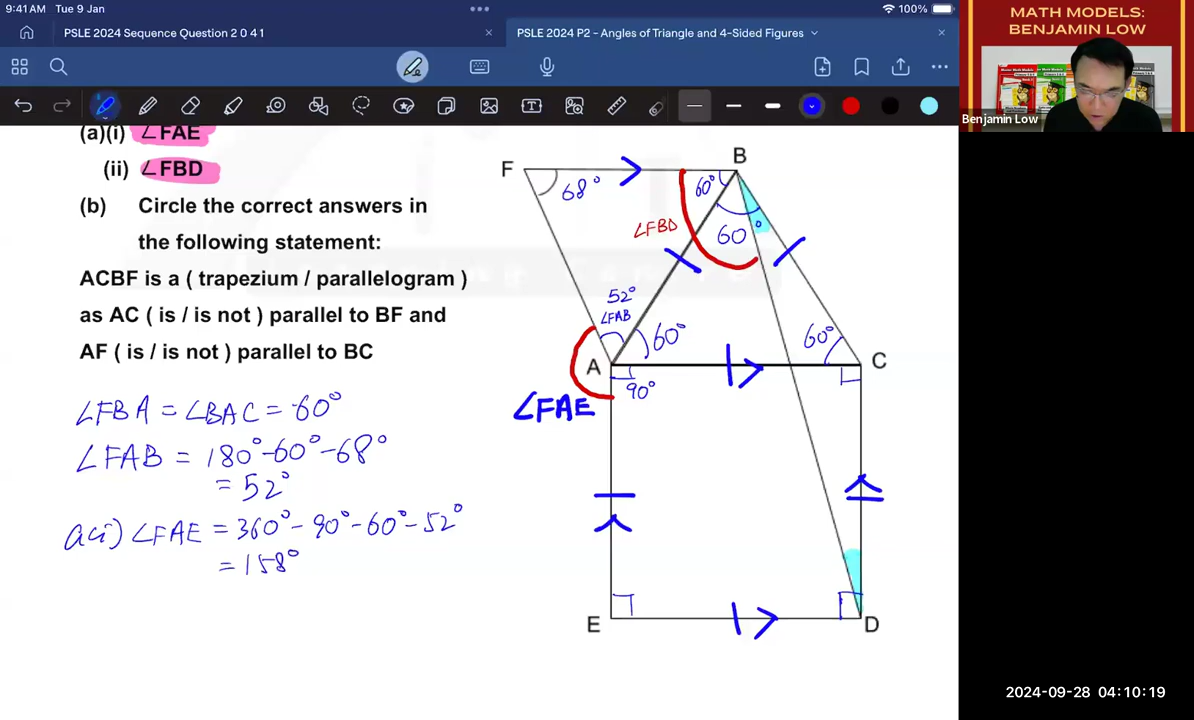 9:41 AM Tue 9 Jan
100%
PSLE 2024 Sequence Question 2 0 4 1
PSLE 2024 P2 - Angles of Triangle and 4-Sided Figures
MATH MODELS:
BENJAMIN LOW
Benjamin Low
(a)(i) ∠FAE
(ii) ∠FBD
(b) Circle the correct answers in
the following statement:
ACBF is a ( trapezium / parallelogram )
as AC ( is / is not ) parallel to BF and
AF ( is / is not ) parallel to BC
∠FBA = ∠BAC = 60°
∠FAB = 180° - 60° - 68°
= 52°
a(i) ∠FAE = 360° - 90° - 60° - 52°
= 158°
B
F
68°
60°
∠FBD
60°
52°
∠FAB
60°
60°
A
C
90°
∠FAE
E
D
2024-09-28 04:10:19